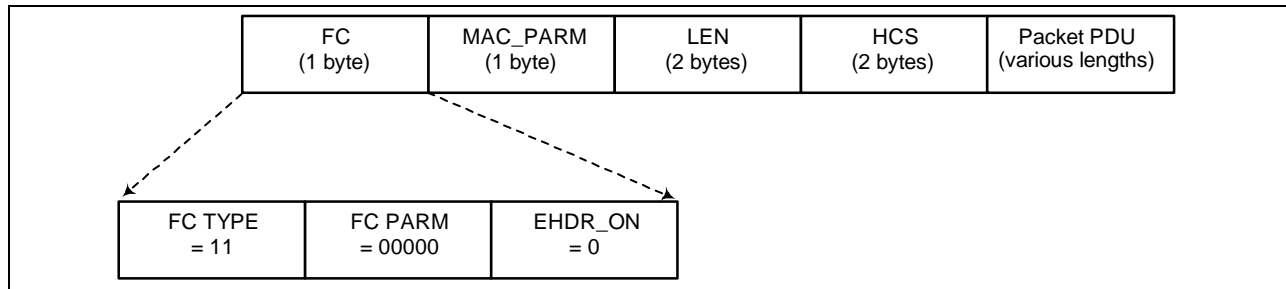 FC
(1 byte)
MAC_PARM
(1 byte)
LEN
(2 bytes)
HCS
(2 bytes)
Packet PDU
(various lengths)
FC TYPE
= 11
FC PARM
= 00000
EHDR_ON
= 0